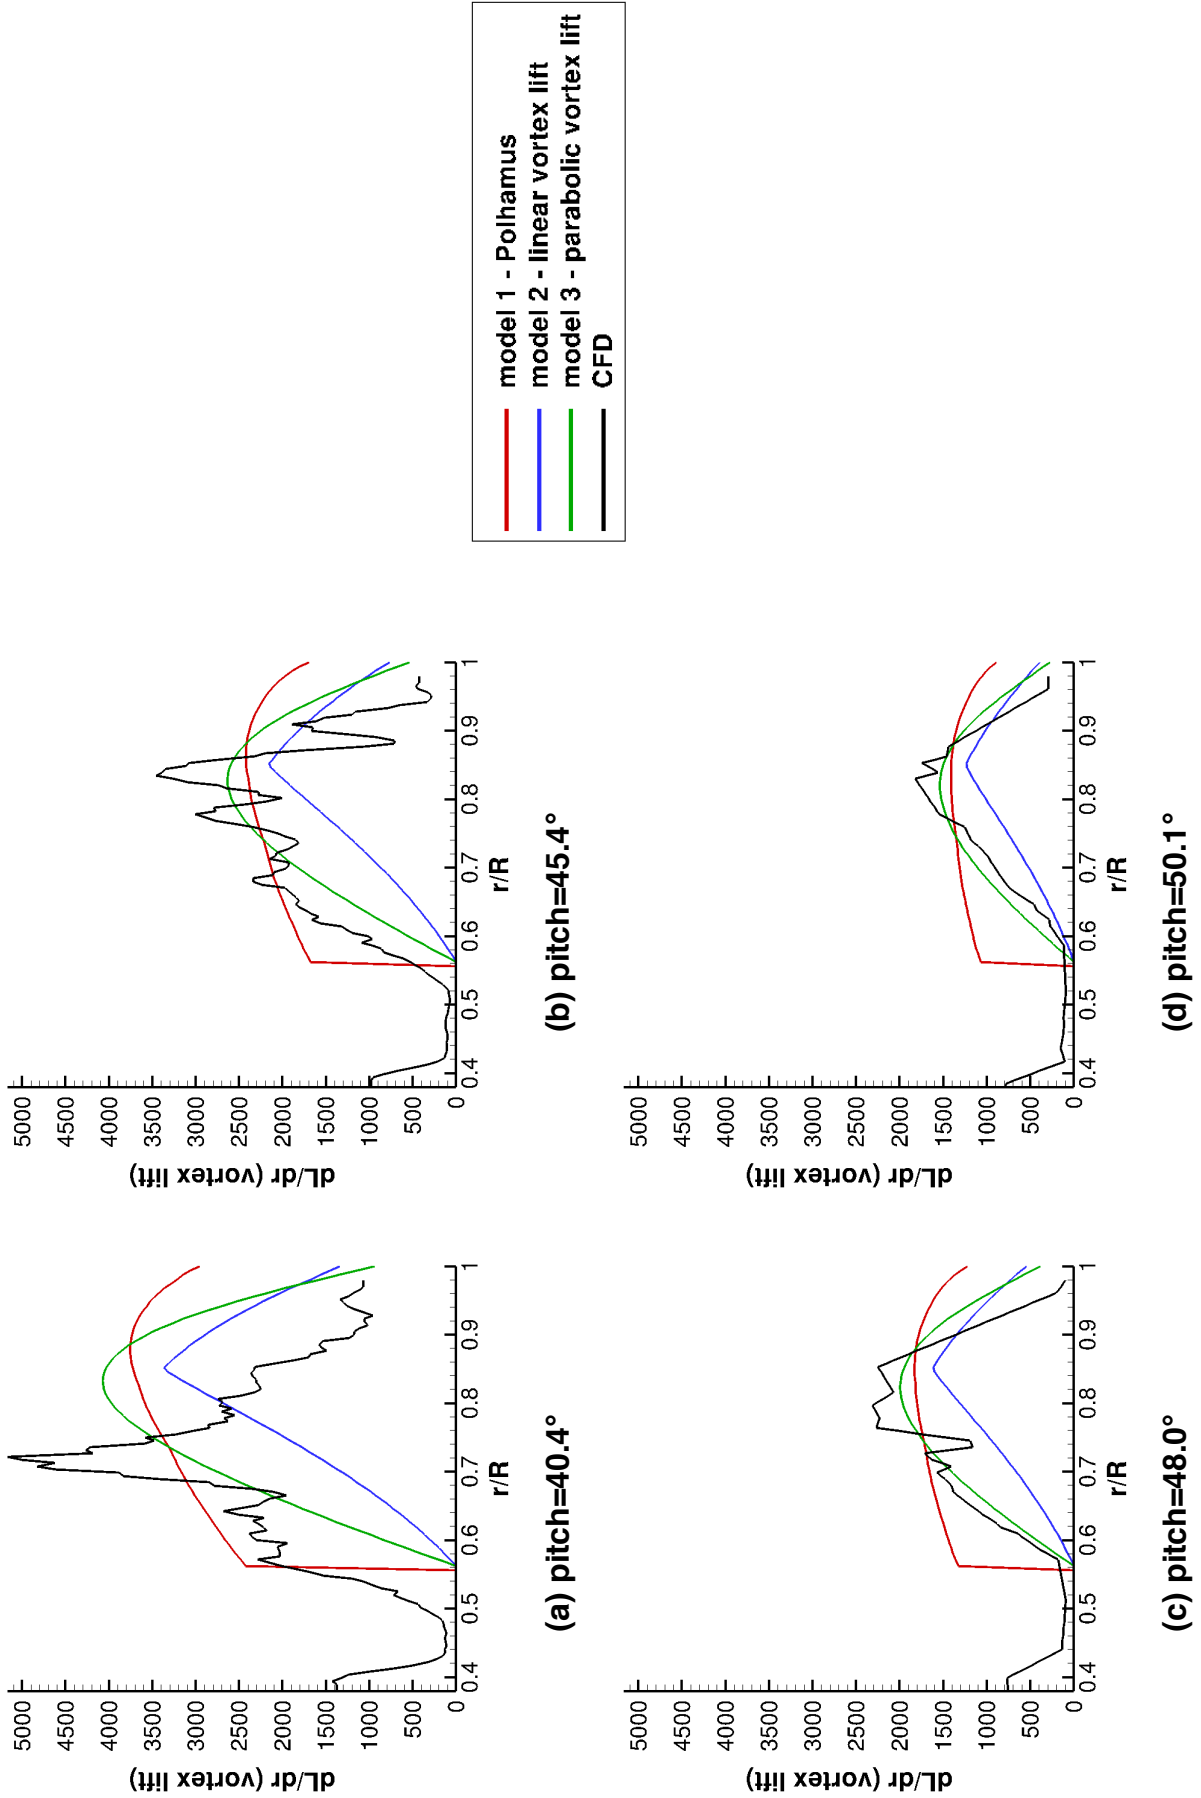 5000
4500
4000
3500
3000
2500
2000
1500
1000
500
0
dL/dr (vortex lift)
0.4 0.5 0.6 0.7 0.8 0.9 1
r/R
(a) pitch=40.4°
5000
4500
4000
3500
3000
2500
2000
1500
1000
500
0
dL/dr (vortex lift)
0.4 0.5 0.6 0.7 0.8 0.9 1
r/R
(b) pitch=45.4°
model 1 - Polhamus
model 2 - linear vortex lift
model 3 - parabolic vortex lift
CFD
5000
4500
4000
3500
3000
2500
2000
1500
1000
500
0
dL/dr (vortex lift)
0.4 0.5 0.6 0.7 0.8 0.9 1
r/R
(c) pitch=48.0°
5000
4500
4000
3500
3000
2500
2000
1500
1000
500
0
dL/dr (vortex lift)
0.4 0.5 0.6 0.7 0.8 0.9 1
r/R
(d) pitch=50.1°